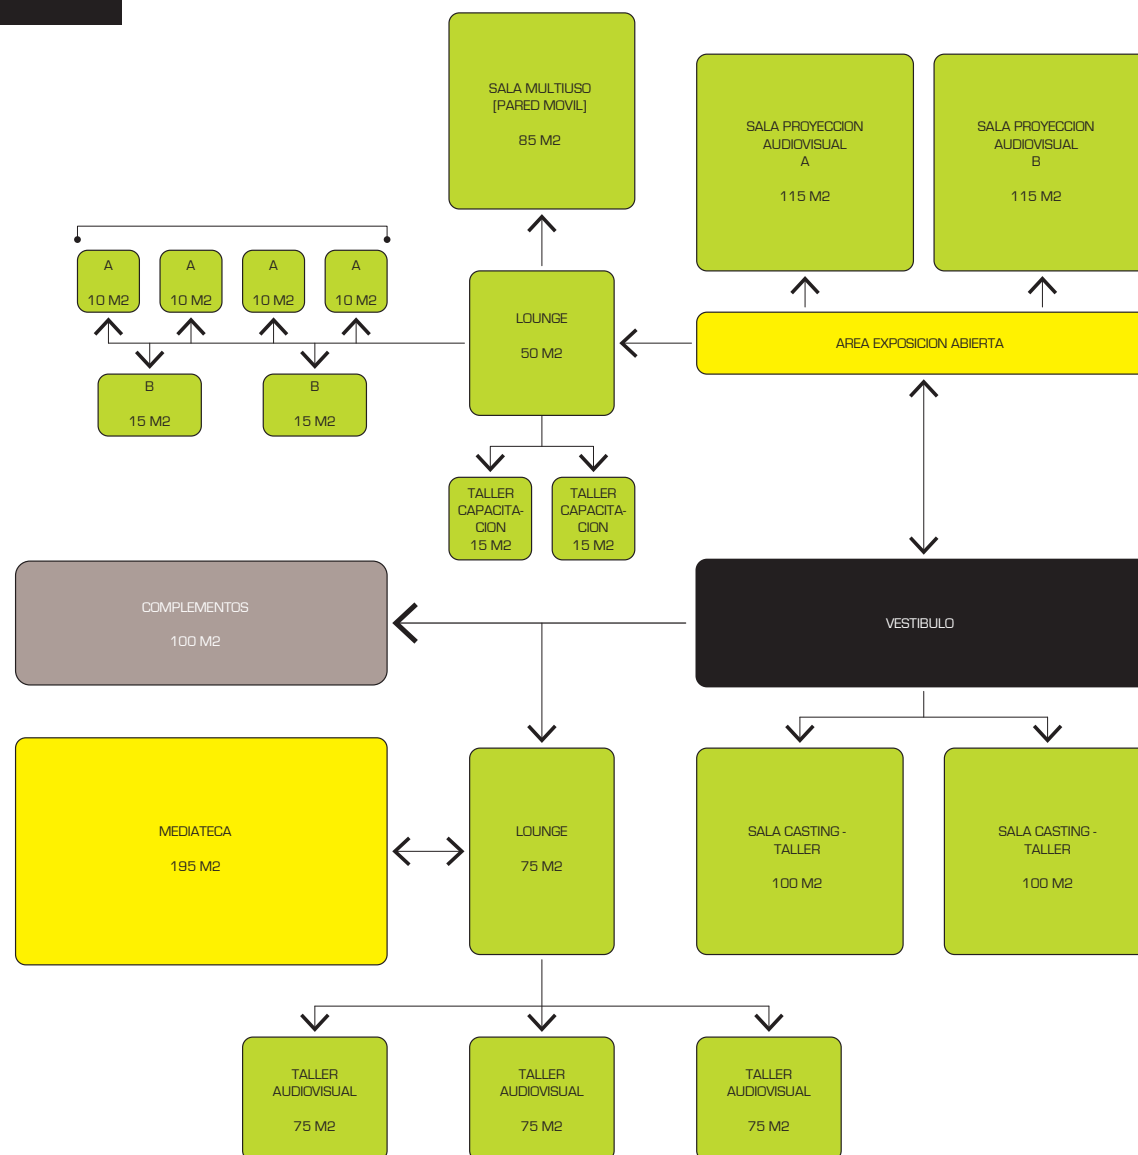 SALA MULTIUSO
[PARED MOVIL]
85 M2
SALA PROYECCION
AUDIOVISUAL
A
115 M2
SALA PROYECCION
AUDIOVISUAL
B
115 M2
A
10 M2
A
10 M2
A
10 M2
A
10 M2
LOUNGE
50 M2
AREA EXPOSICION ABIERTA
B
15 M2
B
15 M2
TALLER
CAPACITA-
CION
15 M2
TALLER
CAPACITA-
CION
15 M2
COMPLEMENTOS
100 M2
VESTIBULO
MEDIATECA
195 M2
LOUNGE
75 M2
SALA CASTING -
TALLER
100 M2
SALA CASTING -
TALLER
100 M2
TALLER
AUDIOVISUAL
75 M2
TALLER
AUDIOVISUAL
75 M2
TALLER
AUDIOVISUAL
75 M2